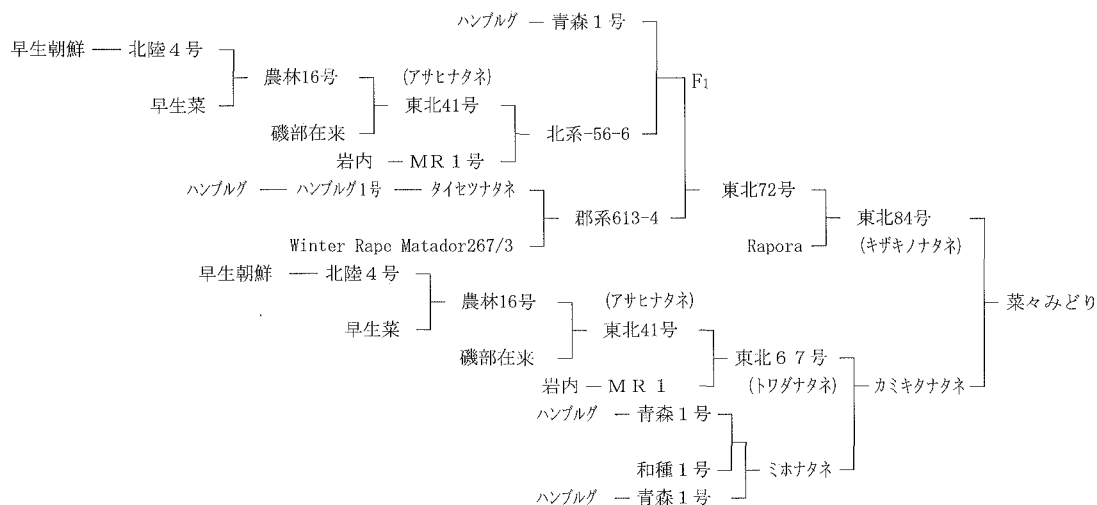 ハンブルグ ― 青森１号
早生朝鮮 ― 北陸４号
農林16号 (アサヒナタネ) F₁
早生菜 東北41号
磯部在来 北系-56-6
岩内 ― ＭＲ１号
ハンブルグ ― ハンブルグ1号 ― タイセツナタネ 東北72号
郡系613-4 東北84号
Winter Rape Matador267/3 Rapora (キザキノナタネ)
早生朝鮮 ― 北陸４号
農林16号 (アサヒナタネ) 菜々みどり
早生菜 東北41号
磯部在来 東北６７号
岩内 ― ＭＲ１ (トワダナタネ) カミキタナタネ
ハンブルグ ― 青森１号
和種１号 ミホナタネ
ハンブルグ ― 青森１号